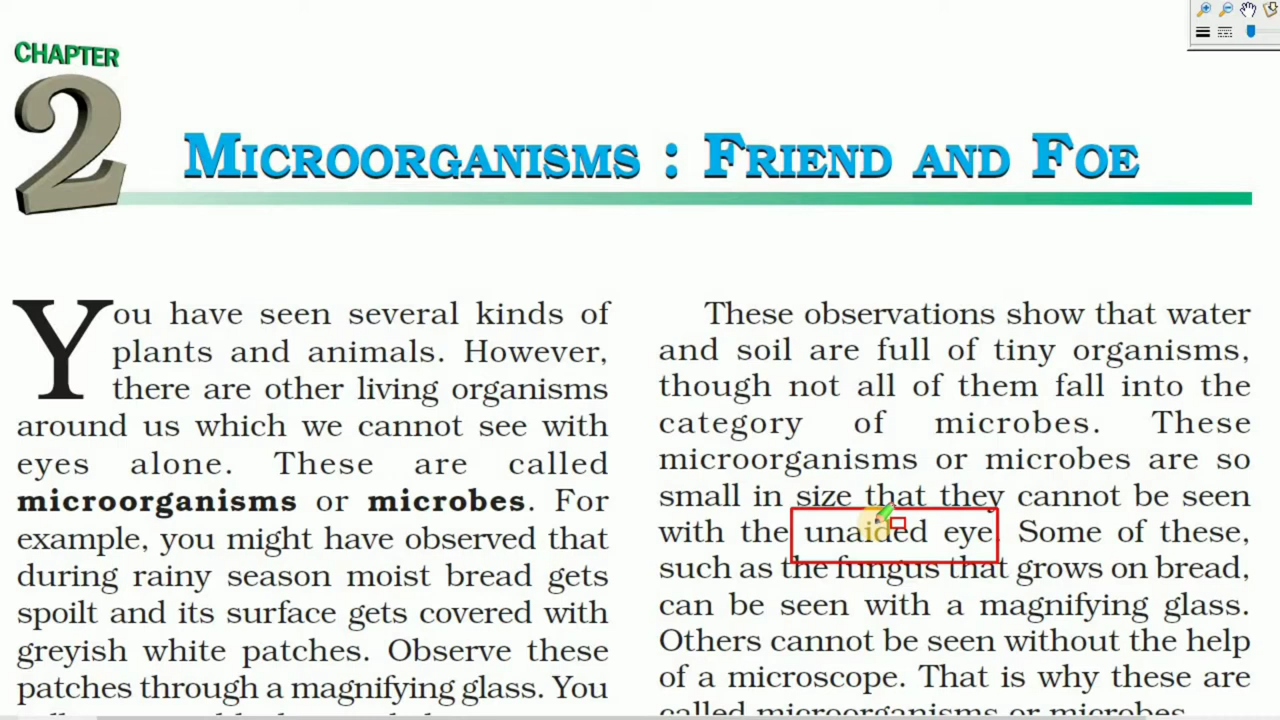 CHAPTER
2
MICROORGANISMS : FRIEND AND FOE
You have seen several kinds of
plants and animals. However,
there are other living organisms
around us which we cannot see with
eyes alone. These are called
microorganisms or microbes. For
example, you might have observed that
during rainy season moist bread gets
spoilt and its surface gets covered with
greyish white patches. Observe these
patches through a magnifying glass. You
These observations show that water
and soil are full of tiny organisms,
though not all of them fall into the
category of microbes. These
microorganisms or microbes are so
small in size that they cannot be seen
with the unaided eye. Some of these,
such as the fungus that grows on bread,
can be seen with a magnifying glass.
Others cannot be seen without the help
of a microscope. That is why these are
called microorganisms or microbes.